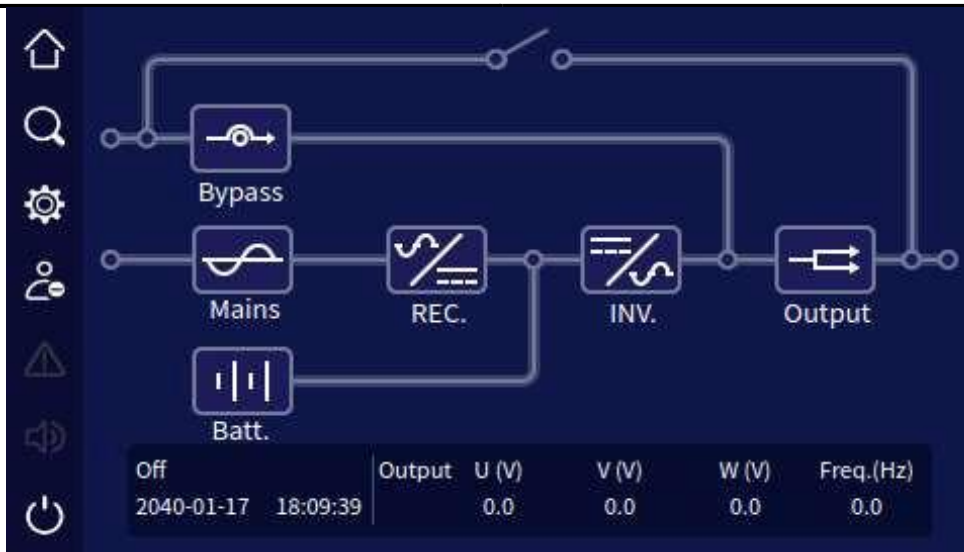 Bypass
Mains
REC.
INV.
Output
Batt.
Off
Output U (V) V (V) W (V) Freq.(Hz)
2040-01-17 18:09:39 0.0 0.0 0.0 0.0